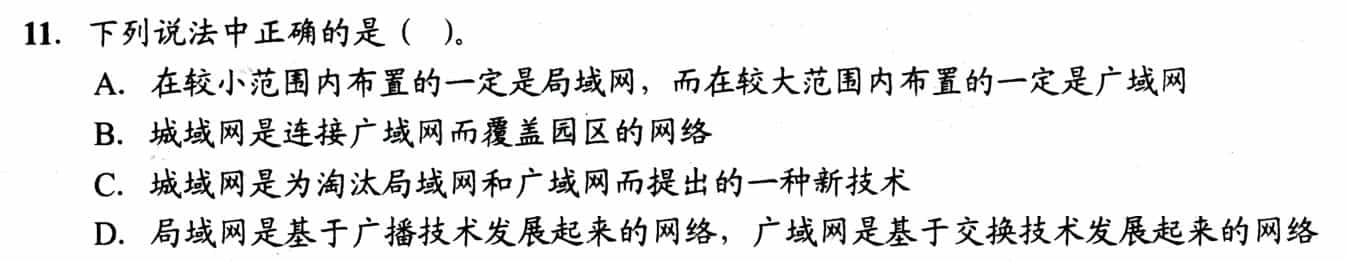 11. 下列说法中正确的是（ ）。
A. 在较小范围内布置的一定是局域网，而在较大范围内布置的一定是广域网
B. 城域网是连接广域网而覆盖园区的网络
C. 城域网是为淘汰局域网和广域网而提出的一种新技术
D. 局域网是基于广播技术发展起来的网络，广域网是基于交换技术发展起来的网络